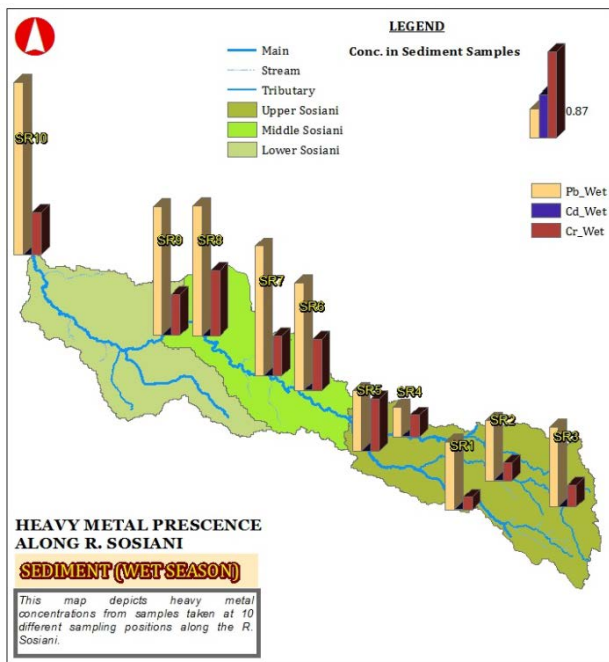 LEGEND
Conc. in Sediment Samples
Main
Stream
Tributary
Upper Sosiani
Middle Sosiani
Lower Sosiani
0.87
Pb_Wet
Cd_Wet
Cr_Wet
SR10
SR9
SR8
SR7
SR6
SR5
SR4
SR1
SR2
SR3
HEAVY METAL PRESCENCE
ALONG R. SOSIANI
SEDIMENT (WET SEASON)
This map depicts heavy metal
concentrations from samples taken at 10
different sampling positions along the R.
Sosiani.